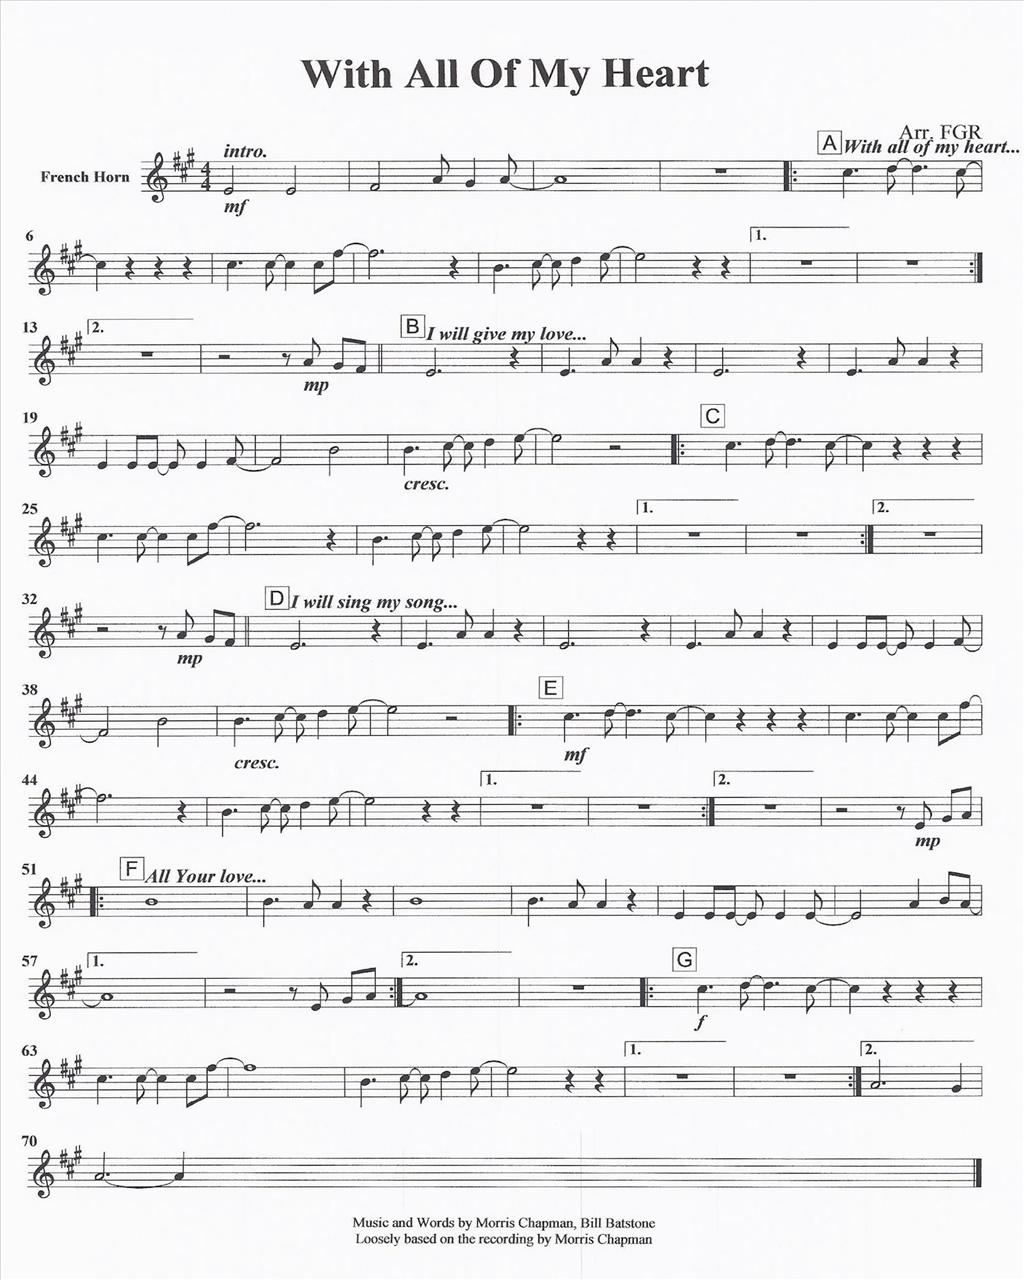 With All Of My Heart
Arr. FGR
intro.
A With all of my heart...
French Horn
4
4
mf
6
1.
13
2.
B I will give my love...
mp
19
C
cresc.
25
1.
2.
32
D I will sing my song...
mp
38
E
cresc.
mf
44
1.
2.
mp
51
F All Your love...
57
1.
2.
G
f
63
1.
2.
70
Music and Words by Morris Chapman, Bill Batstone
Loosely based on the recording by Morris Chapman